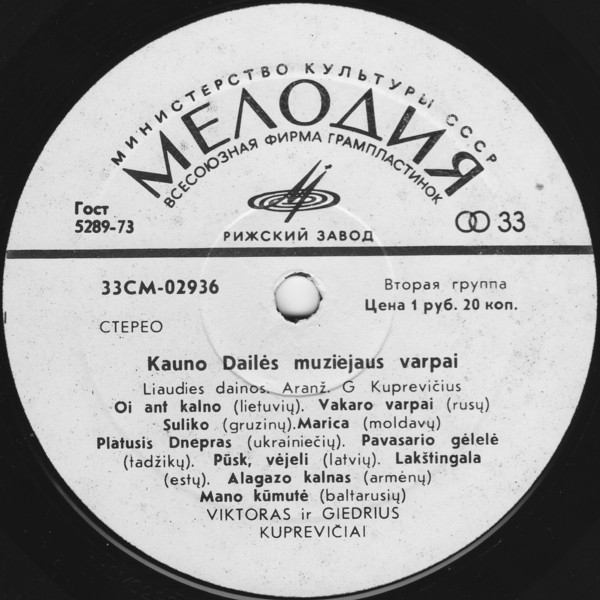 МИНИСТЕРСТВО КУЛЬТУРЫ СССР
МЕЛОДИЯ
ВСЕСОЮЗНАЯ ФИРМА ГРАМПЛАСТИНОК
Гост
5289-73
33
РИЖСКИЙ ЗАВОД
33СМ-02936
Вторая группа
Цена 1 руб. 20 коп.
СТЕРЕО
Kauno Dailės muziejaus varpai
Liaudies dainos. Aranž. G Kuprevičius
Oi ant kalno (lietuvių). Vakaro varpai (rusų)
Suliko (gruzinų).Marica (moldavų)
Platusis Dnepras (ukrainiečių). Pavasario gėlelė
(tadžikų). Pūsk, vėjeli (latvių). Lakštingala
(estų). Alagazo kalnas (armėnų)
Mano kūmutė (baltarusių)
VIKTORAS ir GIEDRIUS
KUPREVIČIAI